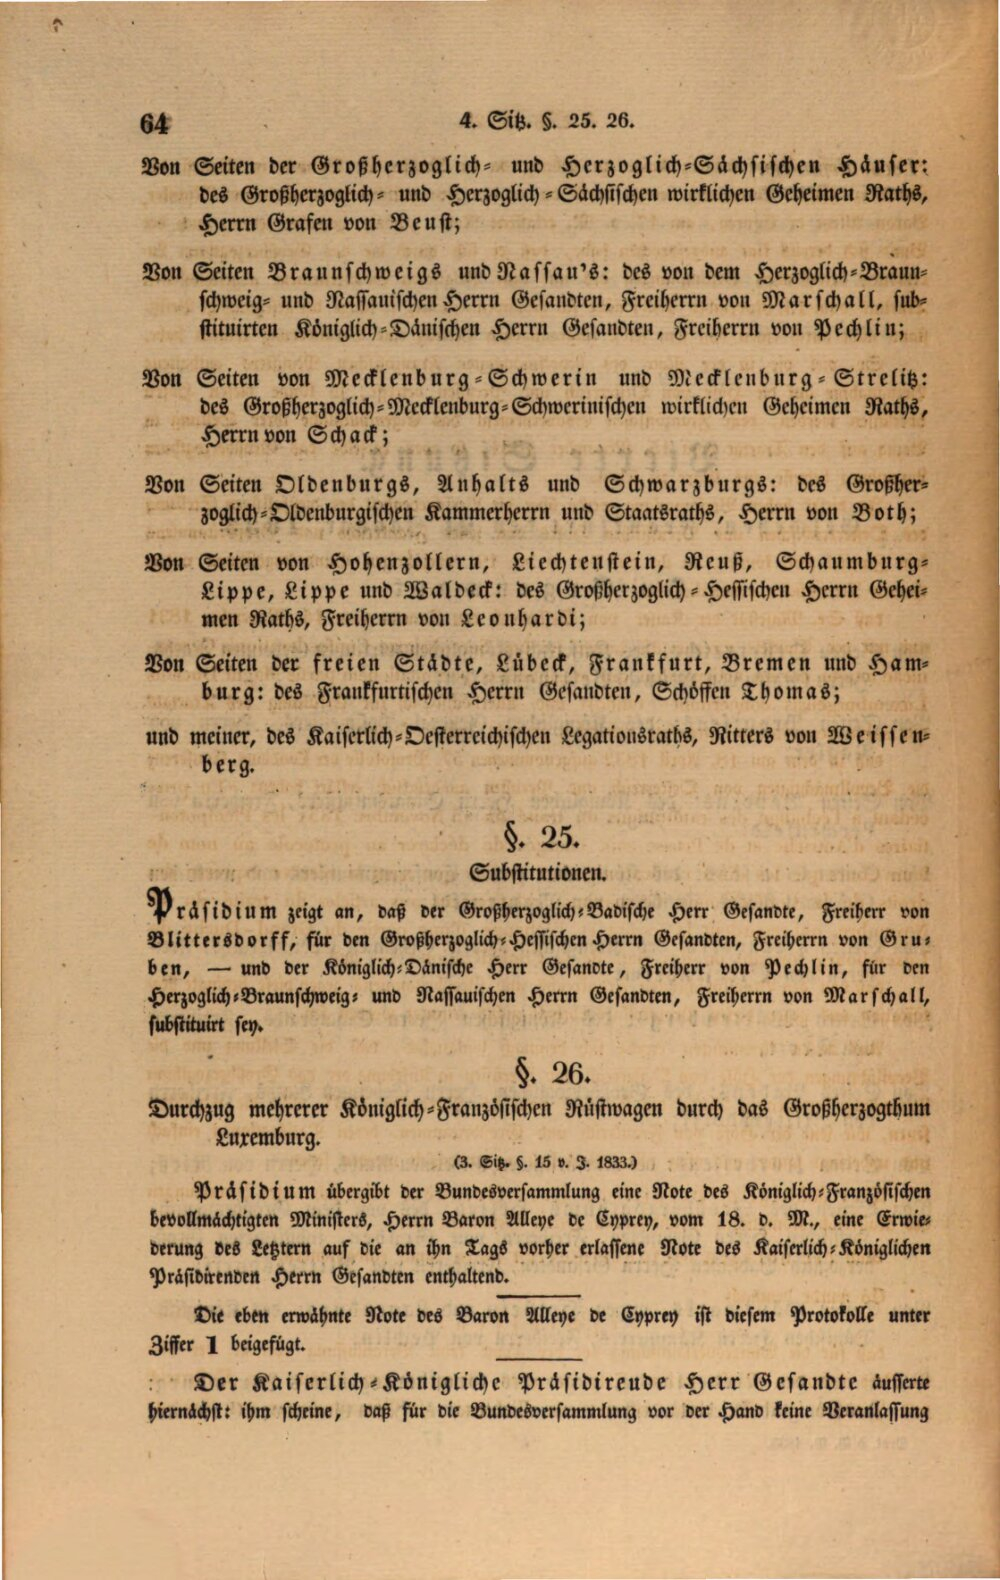 64
4. Sitz. §. 25. 26.
Von Seiten der Großherzoglich- und Herzoglich-Sächsischen Häuser:
des Großherzoglich- und Herzoglich-Sächsischen wirklichen Geheimen Raths,
Herrn Grafen von Beust;
Von Seiten Braunschweigs und Nassau's: des von dem Herzoglich-Braun-
schweig- und Nassauischen Herrn Gesandten, Freiherrn von Marschall, sub-
stituirten Königlich-Dänischen Herrn Gesandten, Freiherrn von Pechlin;
Von Seiten von Mecklenburg-Schwerin und Mecklenburg-Strelitz:
des Großherzoglich-Mecklenburg-Schwerinischen wirklichen Geheimen Raths,
Herrn von Schack;
Von Seiten Oldenburgs, Anhalts und Schwarzburgs: des Großher-
zoglich-Oldenburgischen Kammerherrn und Staatsraths, Herrn von Both;
Von Seiten von Hohenzollern, Liechtenstein, Reuß, Schaumburg-
Lippe, Lippe und Waldeck: des Großherzoglich-Hessischen Herrn Gehei-
men Raths, Freiherrn von Leonhardi;
Von Seiten der freien Städte, Lübeck, Frankfurt, Bremen und Ham-
burg: des Frankfurtischen Herrn Gesandten, Schöffen Thomas;
und meiner, des Kaiserlich-Oesterreichischen Legationsraths, Ritters von Weissen-
berg.
§. 25.
Substitutionen.
Präsidium zeigt an, daß der Großherzoglich-Badische Herr Gesandte, Freiherr von
Blittersdorff, für den Großherzoglich-Hessischen Herrn Gesandten, Freiherrn von Gru-
ben, — und der Königlich-Dänische Herr Gesandte, Freiherr von Pechlin, für den
Herzoglich-Braunschweig- und Nassauischen Herrn Gesandten, Freiherrn von Marschall,
substituirt sey.
§. 26.
Durchzug mehrerer Königlich-Französischen Rüstwagen durch das Großherzogthum
Luxemburg.
(3. Sitz. §. 15 v. J. 1833.)
Präsidium übergibt der Bundesversammlung eine Note des Königlich-Französischen
bevollmächtigten Ministers, Herrn Baron Alleye de Cyprey, vom 18. d. M., eine Erwie-
derung des Letztern auf die an ihn Tags vorher erlassene Note des Kaiserlich-Königlichen
Präsidirenden Herrn Gesandten enthaltend.
Die eben erwähnte Note des Baron Alleye de Cyprey ist diesem Protokolle unter
Ziffer 1 beigefügt.
Der Kaiserlich-Königliche Präsidirende Herr Gesandte äusserte
hiernächst: ihm scheine, daß für die Bundesversammlung vor der Hand keine Veranlassung